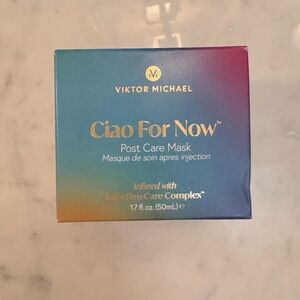 VM
VIKTOR MICHAEL
Ciao For Now™
Post Care Mask
Masque de soin apres injection
Infused with
Injection Care Complex™
1.7 fl. oz. (50mL) e